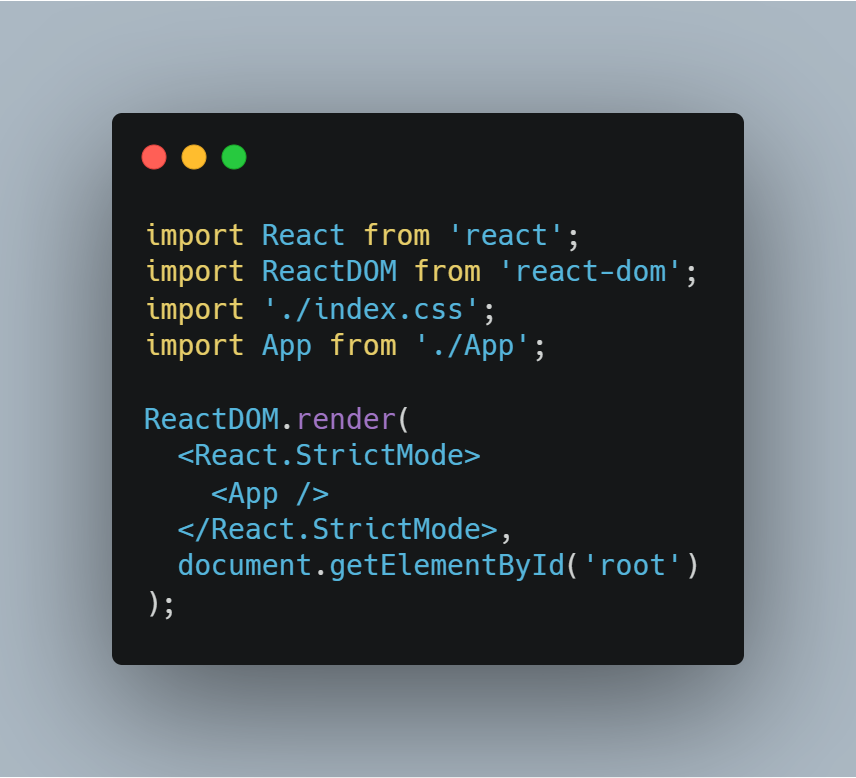 import React from 'react';
import ReactDOM from 'react-dom';
import './index.css';
import App from './App';

ReactDOM.render(
  <React.StrictMode>
    <App />
  </React.StrictMode>,
  document.getElementById('root')
);